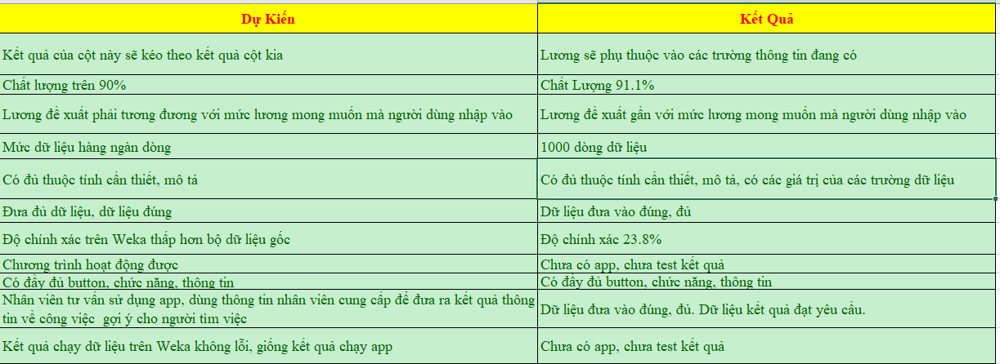 Dự Kiến
Kết Quả
Kết quả của cột này sẽ kéo theo kết quả cột kia
Lương sẽ phụ thuộc vào các trường thông tin đang có
Chất lượng trên 90%
Chất Lượng 91.1%
Lương đề xuất phải tương đương với mức lương mong muốn mà người dùng nhập vào
Lương đề xuất gần với mức lương mong muốn mà người dùng nhập vào
Mức dữ liệu hàng ngàn dòng
1000 dòng dữ liệu
Có đủ thuộc tính cần thiết, mô tả
Có đủ thuộc tính cần thiết, mô tả, có các giá trị của các trường dữ liệu
Đưa đủ dữ liệu, dữ liệu đúng
Dữ liệu đưa vào đúng, đủ
Độ chính xác trên Weka thấp hơn bộ dữ liệu gốc
Độ chính xác 23.8%
Chương trình hoạt động được
Chưa có app, chưa test kết quả
Có đầy đủ button, chức năng, thông tin
Có đầy đủ button, chức năng, thông tin
Nhân viên tư vấn sử dụng app, dùng thông tin nhân viên cung cấp để đưa ra kết quả thông
tin về công việc gợi ý cho người tìm việc
Dữ liệu đưa vào đúng, đủ. Dữ liệu kết quả đạt yêu cầu.
Kết quả chạy dữ liệu trên Weka không lỗi, giống kết quả chạy app
Chưa có app, chưa test kết quả